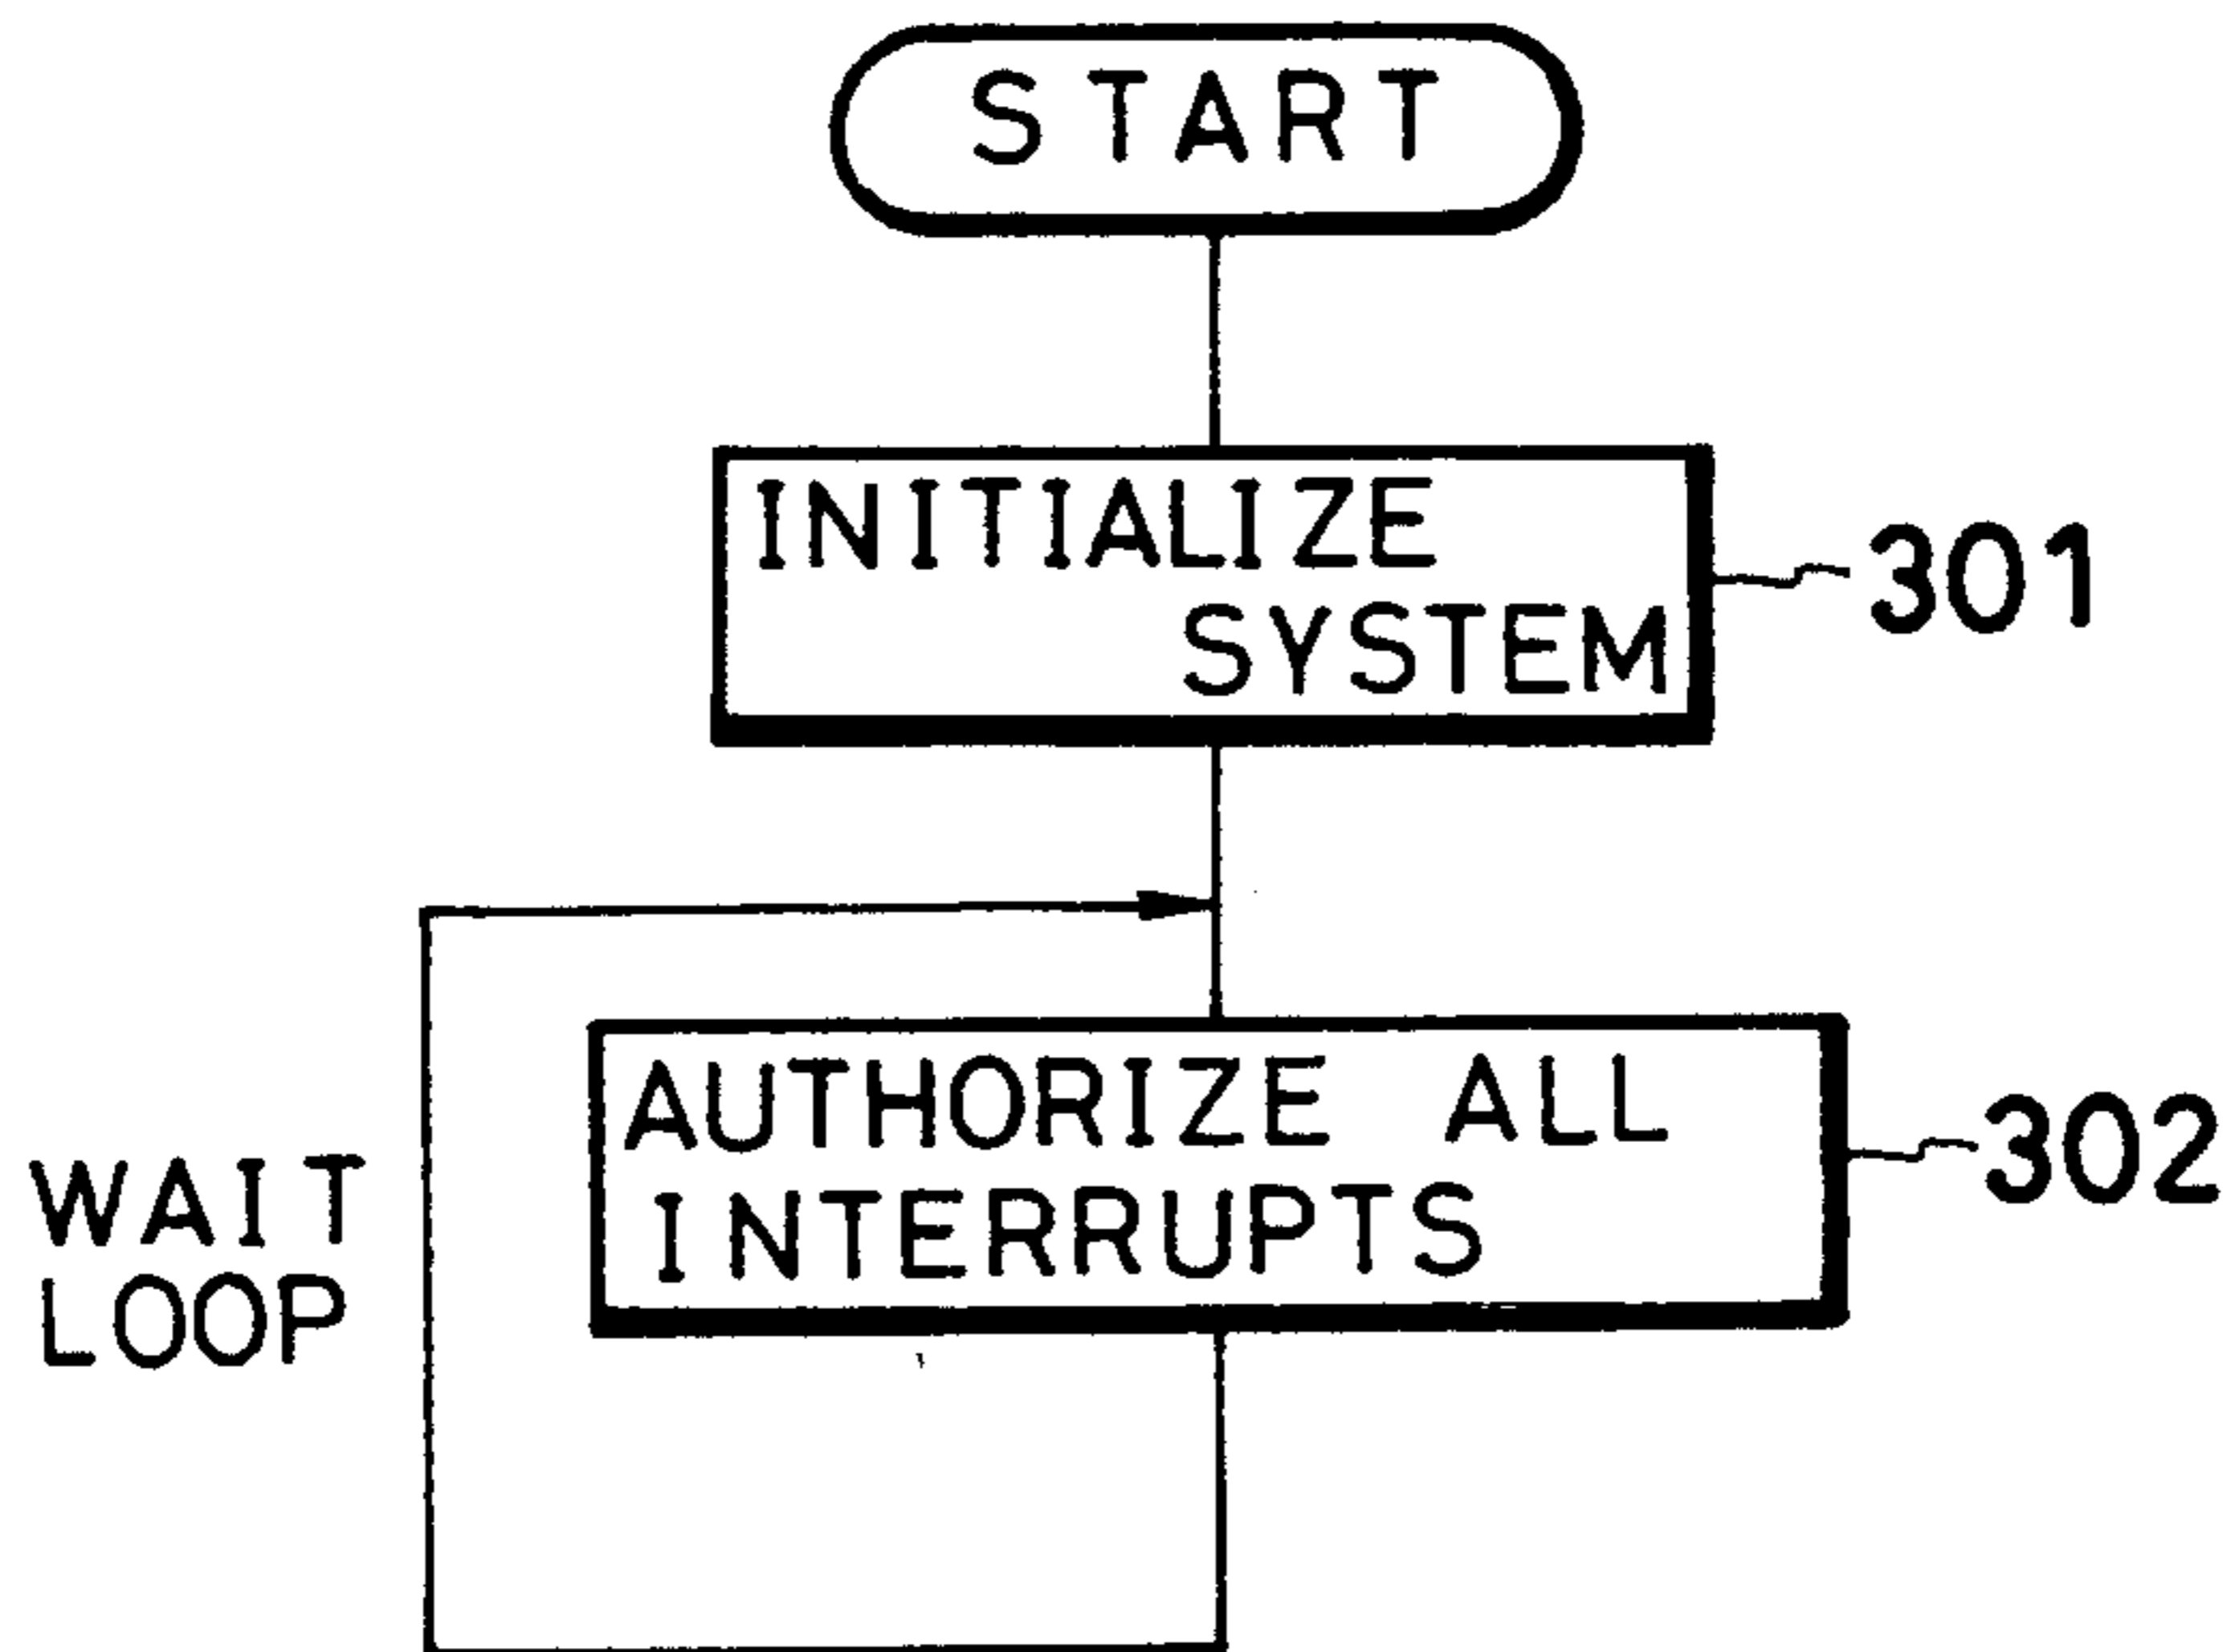 START
INITIALIZE
SYSTEM
301
AUTHORIZE ALL
INTERRUPTS
302
WAIT
LOOP